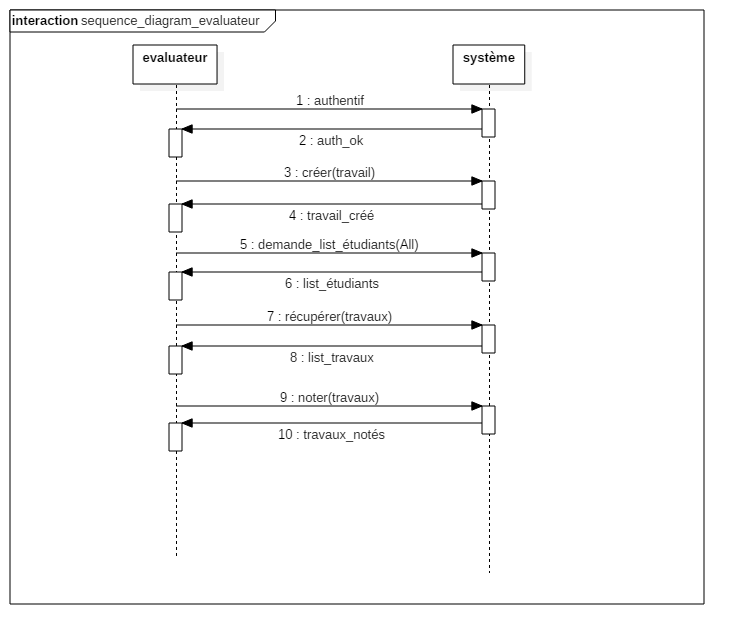 interaction sequence_diagram_evaluateur
evaluateur
système
1 : authentif
2 : auth_ok
3 : créer(travail)
4 : travail_créé
5 : demande_list_étudiants(All)
6 : list_étudiants
7 : récupérer(travaux)
8 : list_travaux
9 : noter(travaux)
10 : travaux_notés